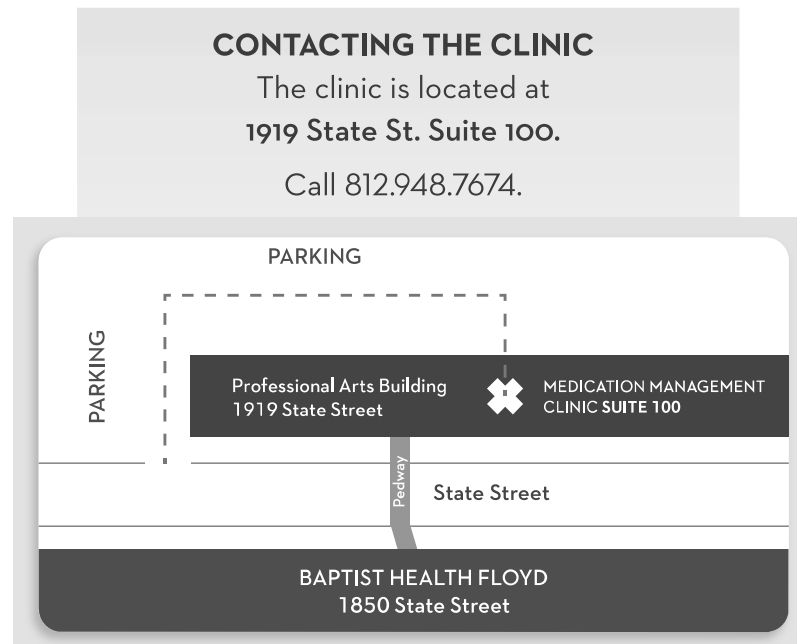 CONTACTING THE CLINIC
The clinic is located at
1919 State St. Suite 100.
Call 812.948.7674.
PARKING
PARKING
Professional Arts Building
1919 State Street
MEDICATION MANAGEMENT
CLINIC SUITE 100
Pedway
State Street
BAPTIST HEALTH FLOYD
1850 State Street